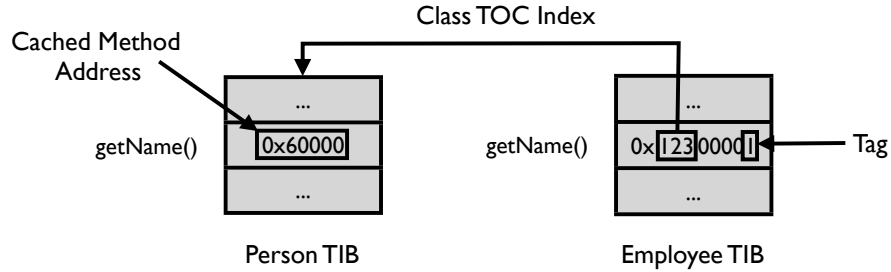 Class TOC Index
Cached Method
Address
...
...
getName()
0x60000
getName()
0x12300001
Tag
...
...
Person TIB
Employee TIB